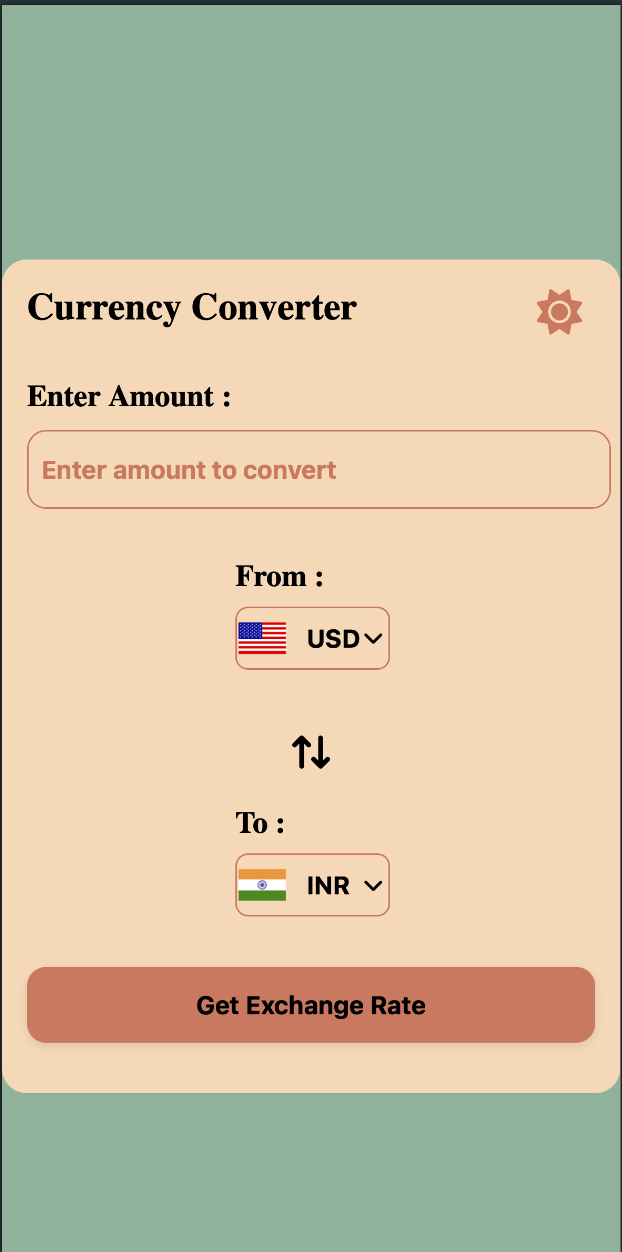 Currency Converter
Enter Amount :
Enter amount to convert
From :
USD
To :
INR
Get Exchange Rate